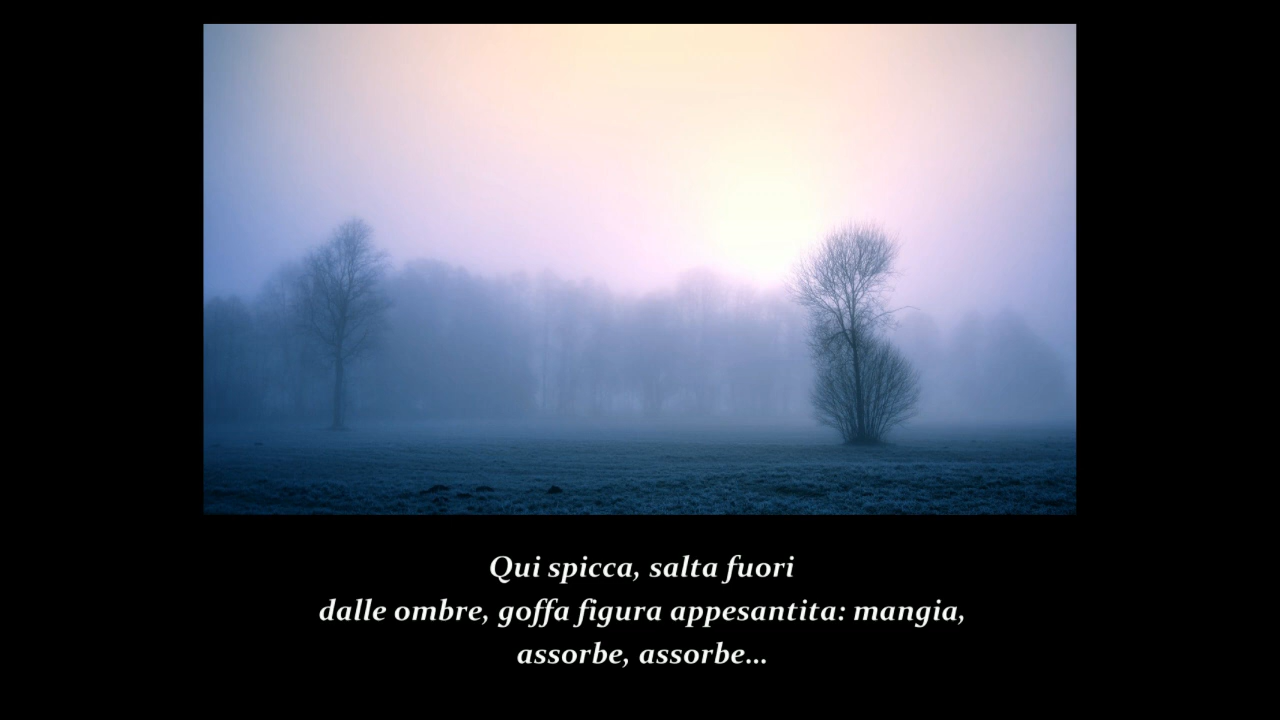 Qui spicca, salta fuori
dalle ombre, goffa figura appesantita: mangia,
assorbe, assorbe...